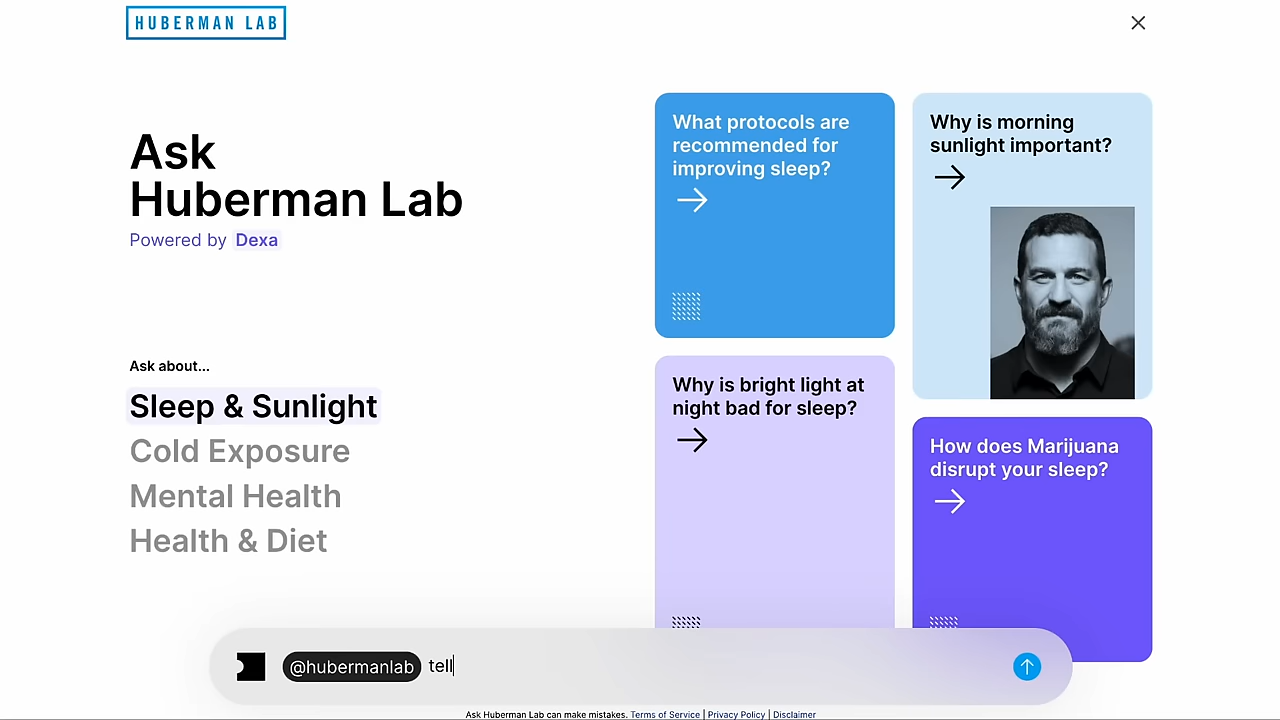 HUBERMAN LAB
Ask
Huberman Lab
Powered by Dexa
Ask about...
Sleep & Sunlight
Cold Exposure
Mental Health
Health & Diet
What protocols are
recommended for
improving sleep?
Why is morning
sunlight important?
Why is bright light at
night bad for sleep?
How does Marijuana
disrupt your sleep?
@hubermanlab tell
Ask Huberman Lab can make mistakes. Terms of Service | Privacy Policy | Disclaimer